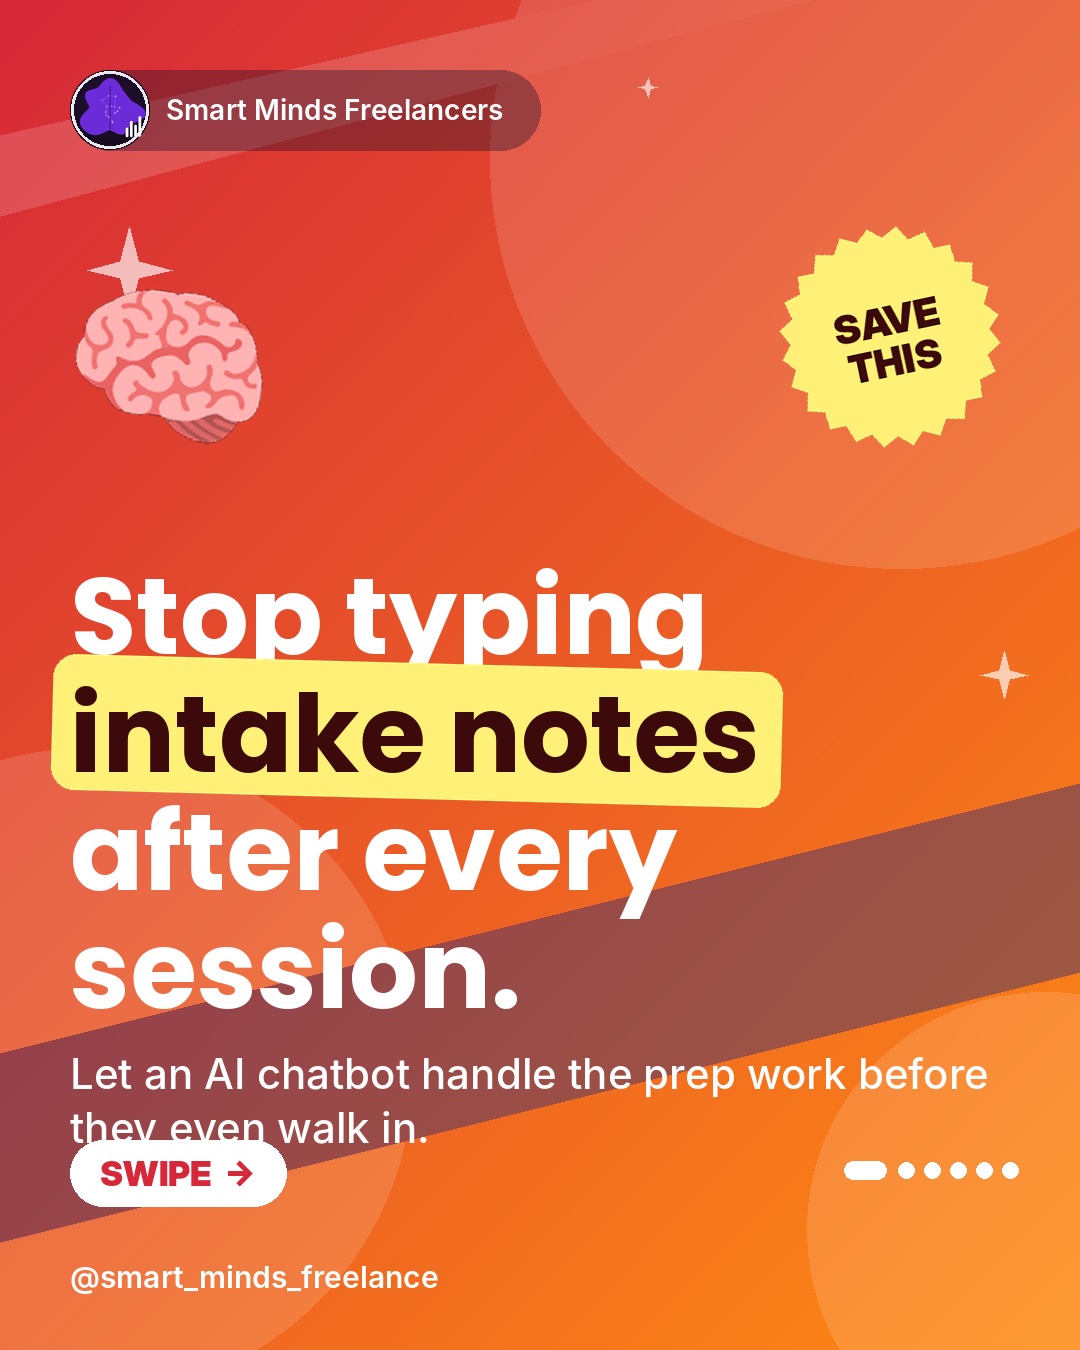 Smart Minds Freelancers
SAVE
THIS
Stop typing
intake notes
after every
session.
Let an AI chatbot handle the prep work before
they even walk in.
SWIPE →
@smart_minds_freelance